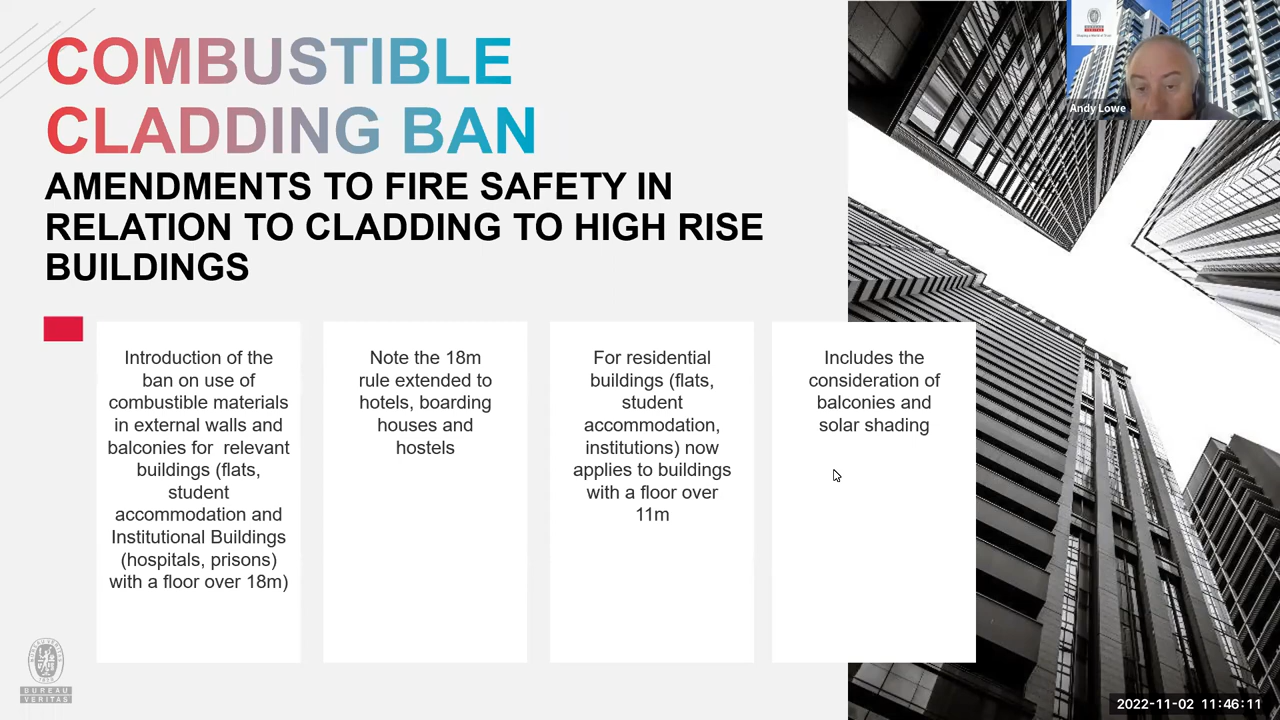 COMBUSTIBLE
CLADDING BAN
AMENDMENTS TO FIRE SAFETY IN
RELATION TO CLADDING TO HIGH RISE
BUILDINGS
Introduction of the
ban on use of
combustible materials
in external walls and
balconies for  relevant
buildings (flats,
student
accommodation and
Institutional Buildings
(hospitals, prisons)
with a floor over 18m)
Note the 18m
rule extended to
hotels, boarding
houses and
hostels
For residential
buildings (flats,
student
accommodation,
institutions) now
applies to buildings
with a floor over
11m
Includes the
consideration of
balconies and
solar shading
Andy Lowe
BUREAU
VERITAS
2022-11-02 11:46:11